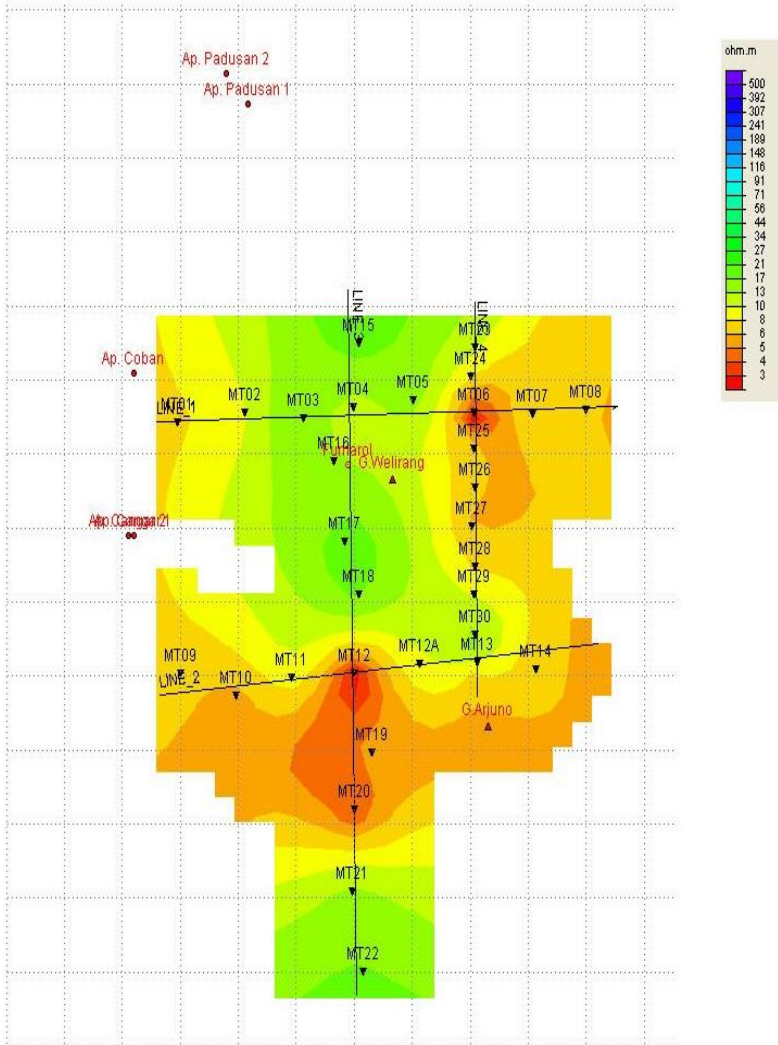 ohm.m
500
392
307
241
189
148
116
91
71
56
44
34
27
21
17
13
10
8
6
5
4
3
Ap. Padusan 2
Ap. Padusan 1
MT15
MT23
MT24
Ap. Coban
MT01
LINE_1
MT02
MT03
MT04
MT05
MT06
MT07
MT08
MT16
Fumarol
G.Welirang
MT25
MT26
MT27
MT17
MT28
MT18
MT29
MT30
MT09
LINE_2
MT10
MT11
MT12
MT12A
MT13
MT14
G.Arjuno
MT19
MT20
MT21
MT22